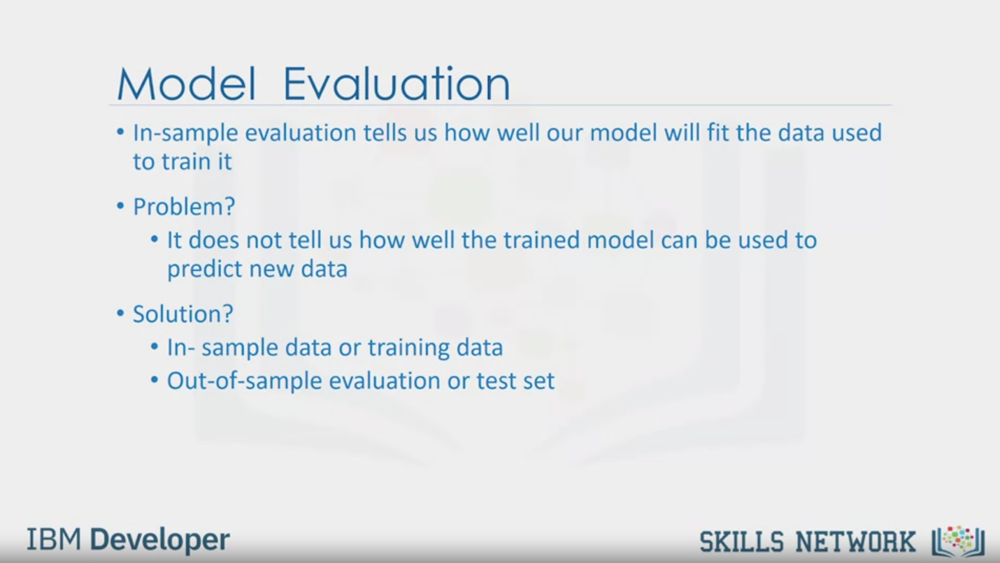 Model Evaluation
• In-sample evaluation tells us how well our model will fit the data used
to train it
• Problem?
• It does not tell us how well the trained model can be used to
predict new data
• Solution?
• In- sample data or training data
• Out-of-sample evaluation or test set
IBM Developer
SKILLS NETWORK